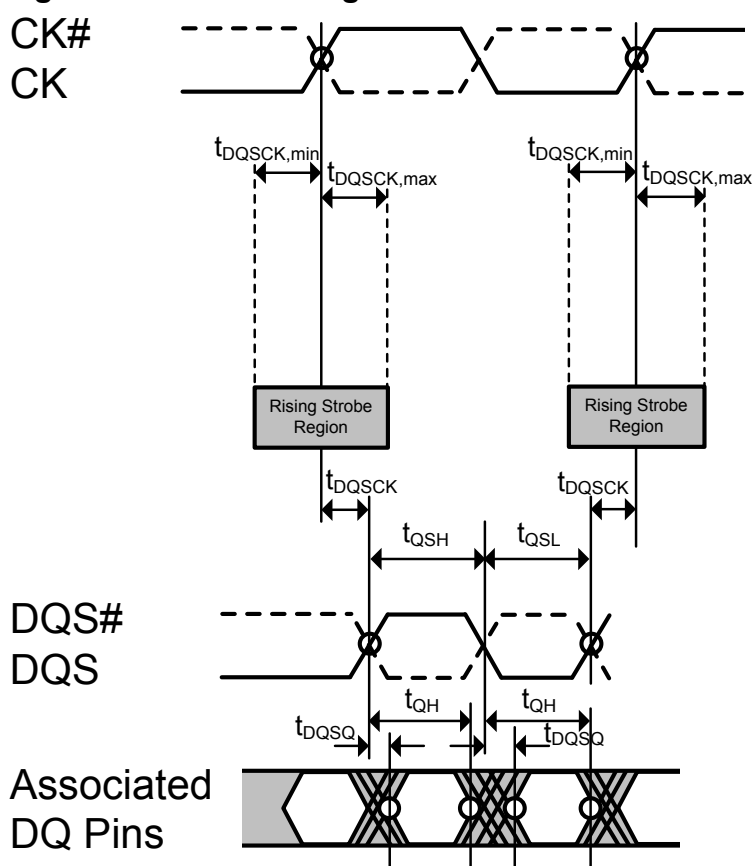 CK#
CK
tDQSCK,min
tDQSCK,max
tDQSCK,min
tDQSCK,max
Rising Strobe
Region
Rising Strobe
Region
tDQSCK
tDQSCK
tQSH
tQSL
DQS#
DQS
tQH
tQH
tDQSQ
tDQSQ
Associated
DQ Pins